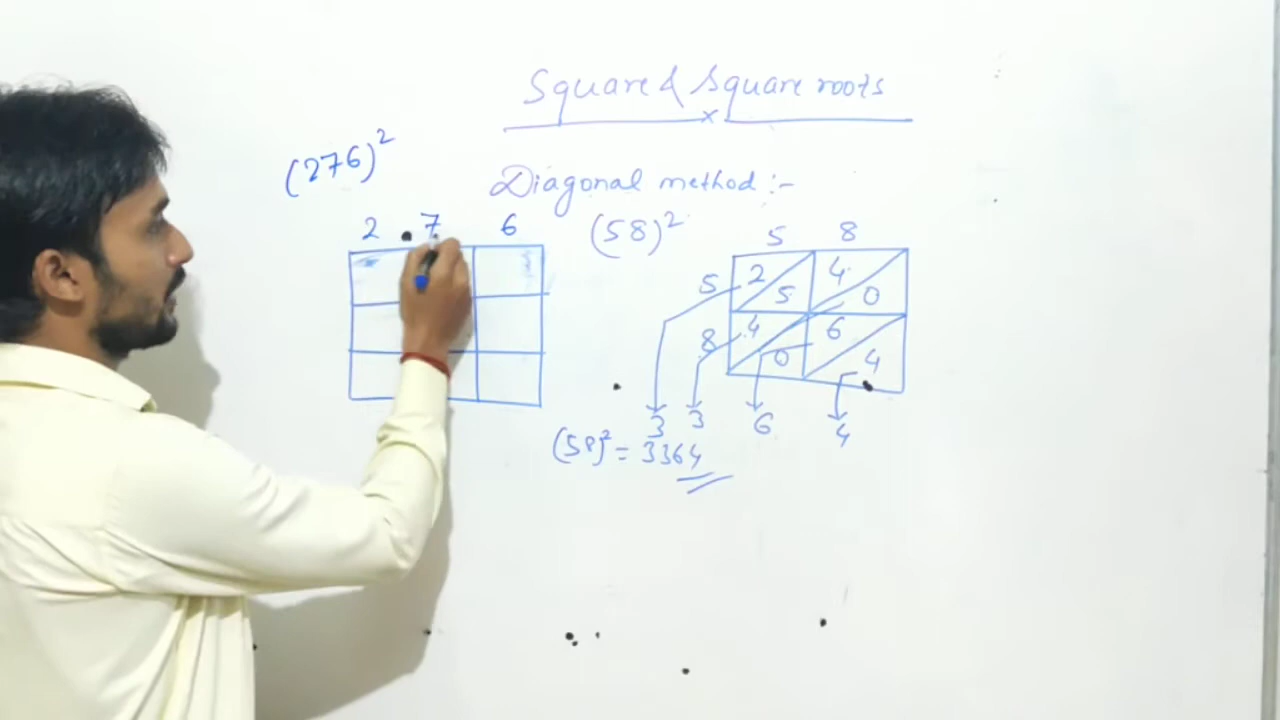 Square & Square roots
(276)²
Diagonal method :-
2 7 6
(58)²
5 8
5 2 5 4 0
8 4 0 6 4
3 3 6 4
(58)² = 3364